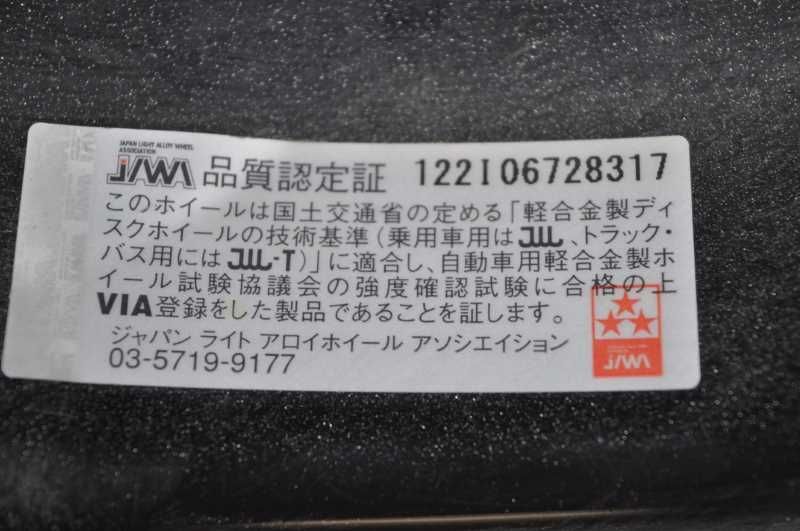 JAPAN LIGHT ALLOY WHEEL
ASSOCIATION
JAWA 品質認定証 122I06728317
このホイールは国土交通省の定める「軽合金製ディ
スクホイールの技術基準（乗用車用はJWL、トラック・
バス用にはJWL-T）」に適合し、自動車用軽合金製ホ
イール試験協議会の強度確認試験に合格の上
VIA登録をした製品であることを証します。
ジャパン ライト アロイホイール アソシエイション
03-5719-9177
JAWA